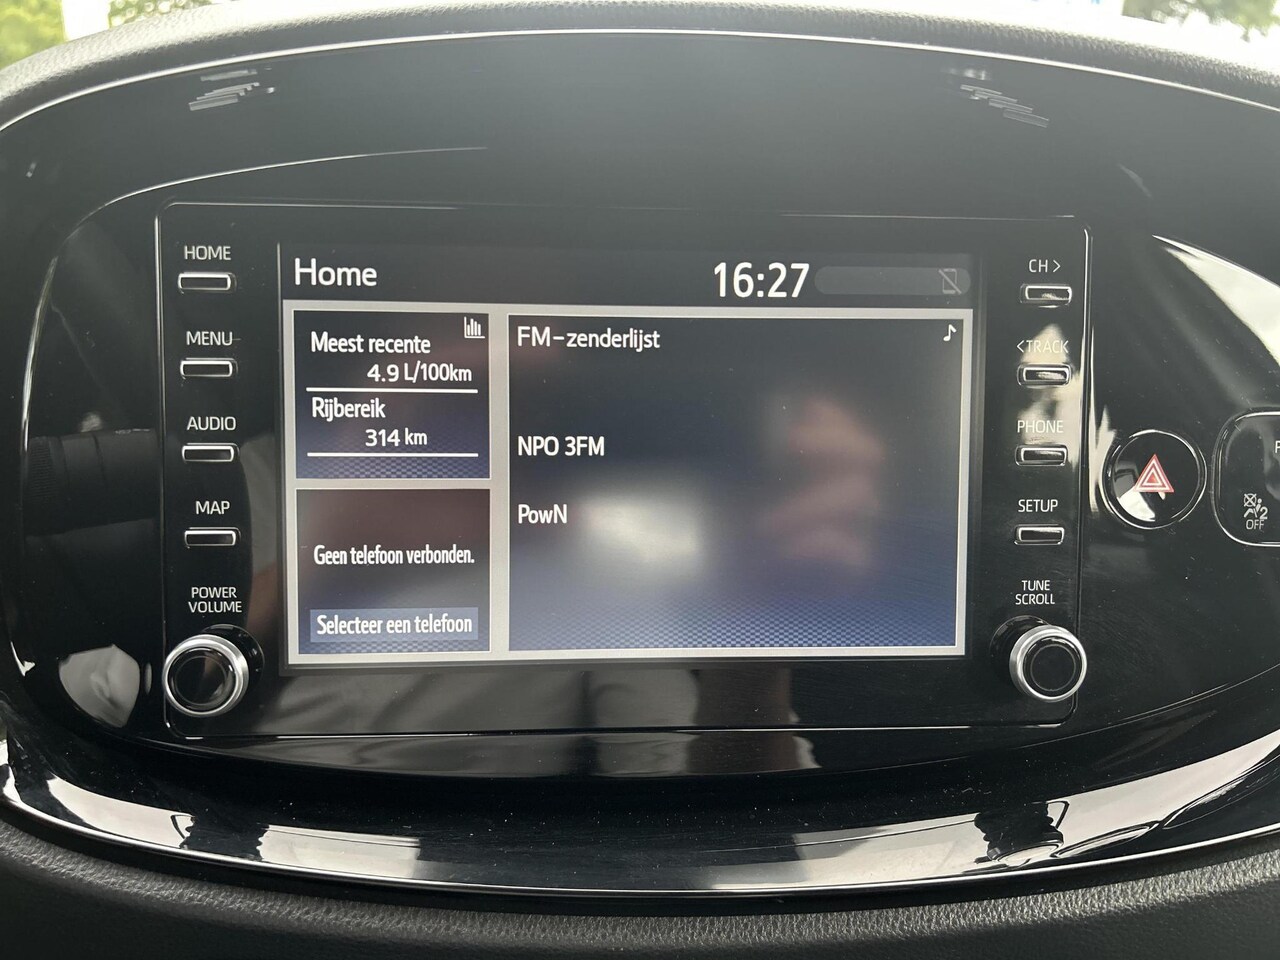 HOME
MENU
AUDIO
MAP
POWER
VOLUME
Home
16:27
Meest recente
4.9 L/100km
Rijbereik
314 km
Geen telefoon verbonden.
Selecteer een telefoon
FM-zenderlijst
NPO 3FM
PowN
CH >
<TRACK
PHONE
SETUP
TUNE
SCROLL
2
OFF